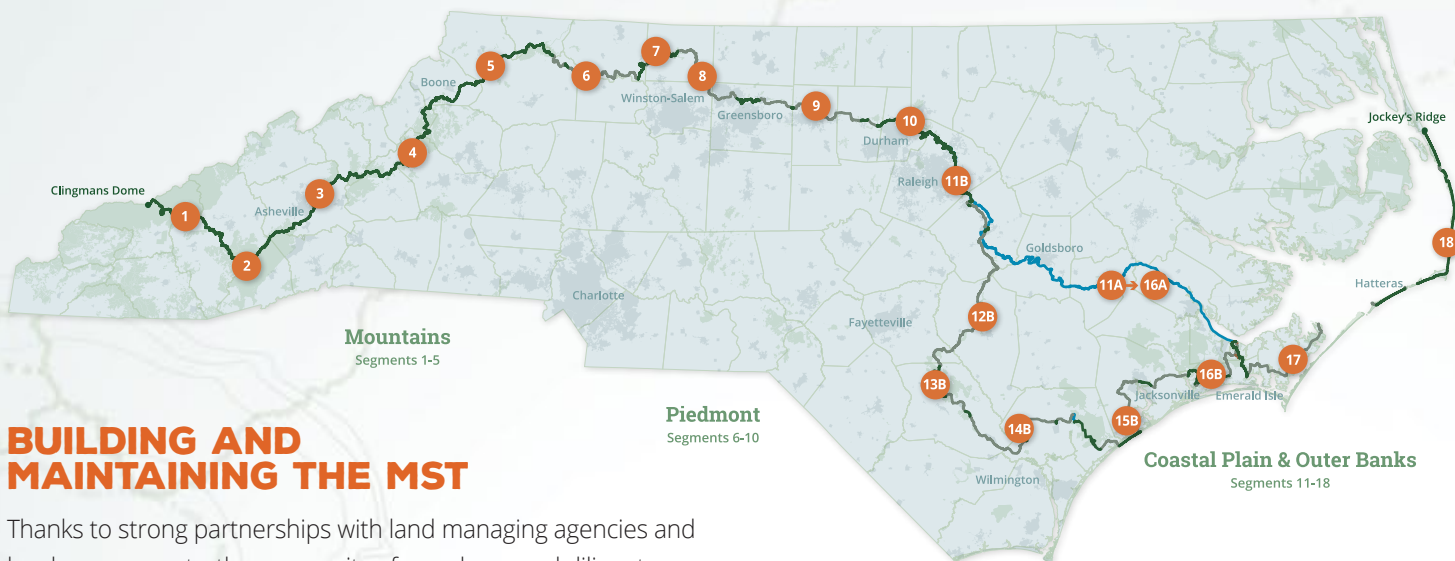 Jockey's Ridge
Clingmans Dome
Boone
Asheville
Winston-Salem
Greensboro
Durham
Raleigh
Goldsboro
Charlotte
Fayetteville
Jacksonville
Emerald Isle
Wilmington
Hatteras
1
2
3
4
5
6
7
8
9
10
11B
11A
16A
12B
13B
14B
15B
16B
17
18
Mountains
Segments 1-5
Piedmont
Segments 6-10
Coastal Plain & Outer Banks
Segments 11-18
BUILDING AND
MAINTAINING THE MST
Thanks to strong partnerships with land managing agencies and